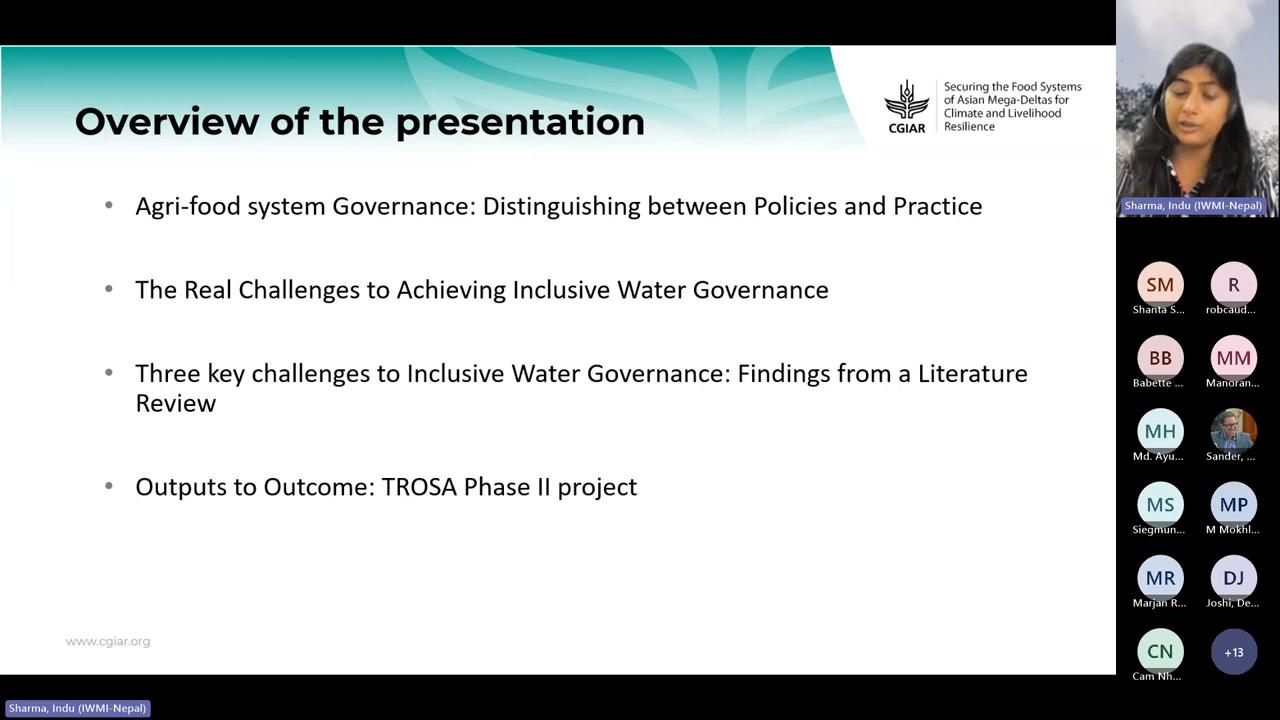 Overview of the presentation
CGIAR
Securing the Food Systems
of Asian Mega-Deltas for
Climate and Livelihood
Resilience
• Agri-food system Governance: Distinguishing between Policies and Practice
• The Real Challenges to Achieving Inclusive Water Governance
• Three key challenges to Inclusive Water Governance: Findings from a Literature
Review
• Outputs to Outcome: TROSA Phase II project
www.cgiar.org
Sharma, Indu (IWMI-Nepal)
Sharma, Indu (IWMI-Nepal)
SM R
Shanta S... robcaud...
BB MM
Babette ... Manoran...
MH
Md. Ayu... Sander, ...
MS MP
Siegmun... M Mokhl...
MR DJ
Marjan R... Joshi, De...
CN +13
Cam Nh...